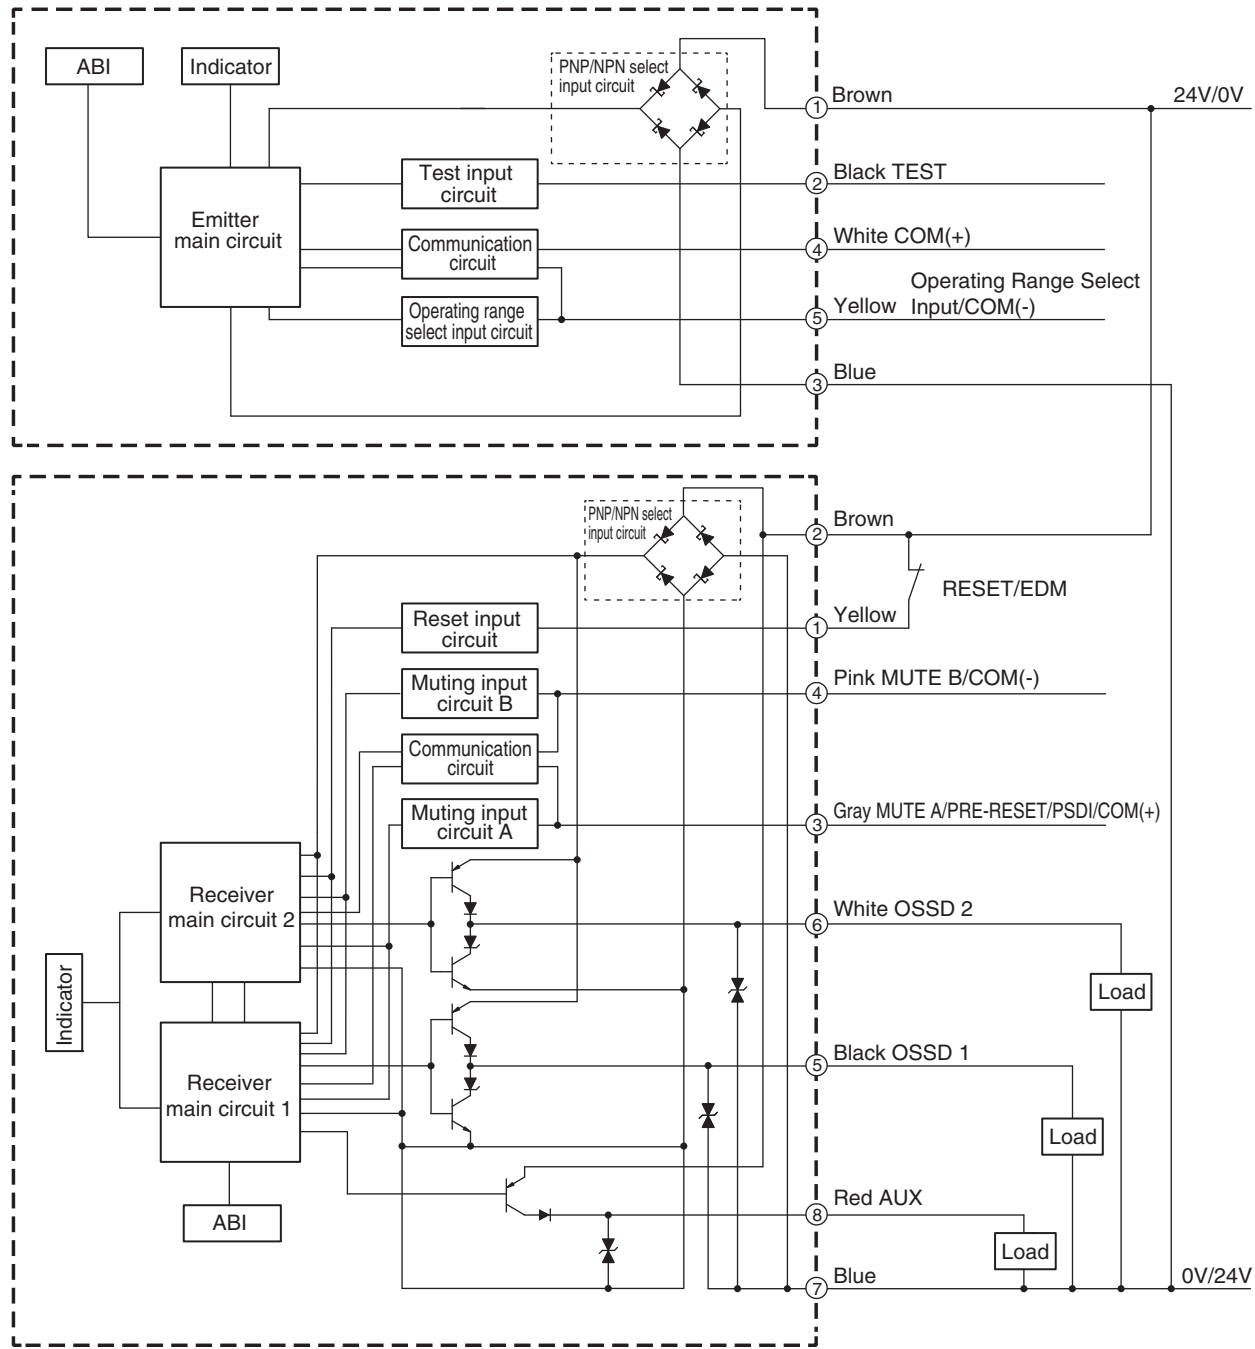 ABI
Indicator
PNP/NPN select
input circuit
1
Brown
24V/0V
Test input
circuit
2
Black TEST
Emitter
main circuit
Communication
circuit
4
White COM(+)
Operating range
select input circuit
5
Yellow
Operating Range Select
Input/COM(-)
3
Blue
PNP/NPN select
input circuit
2
Brown
RESET/EDM
Reset input
circuit
1
Yellow
Muting input
circuit B
4
Pink MUTE B/COM(-)
Communication
circuit
Muting input
circuit A
3
Gray MUTE A/PRE-RESET/PSDI/COM(+)
Receiver
main circuit 2
6
White OSSD 2
Load
Indicator
Receiver
main circuit 1
5
Black OSSD 1
Load
ABI
8
Red AUX
Load
7
Blue
0V/24V